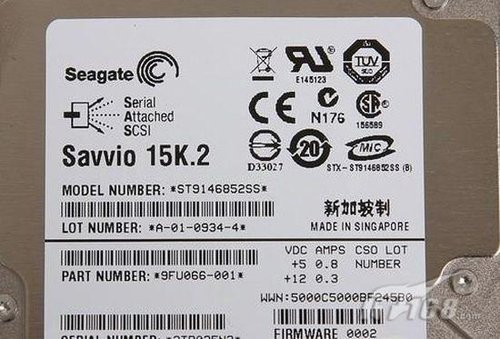 Seagate
Serial
Attached
SCSI
Savvio 15K.2
MODEL NUMBER: *ST9146852SS*
LOT NUMBER: *A-01-0934-4*
PART NUMBER: *9FU066-001*
E145123
TUV
N176
156589
D33027
20
MIC
STX-ST9146852SS (B)
新加坡制
MADE IN SINGAPORE
VDC AMPS CSO LOT
+5 0.8 NUMBER
+12 0.3
WWN:5000C5000BF245B0
FIRMWARE 0002